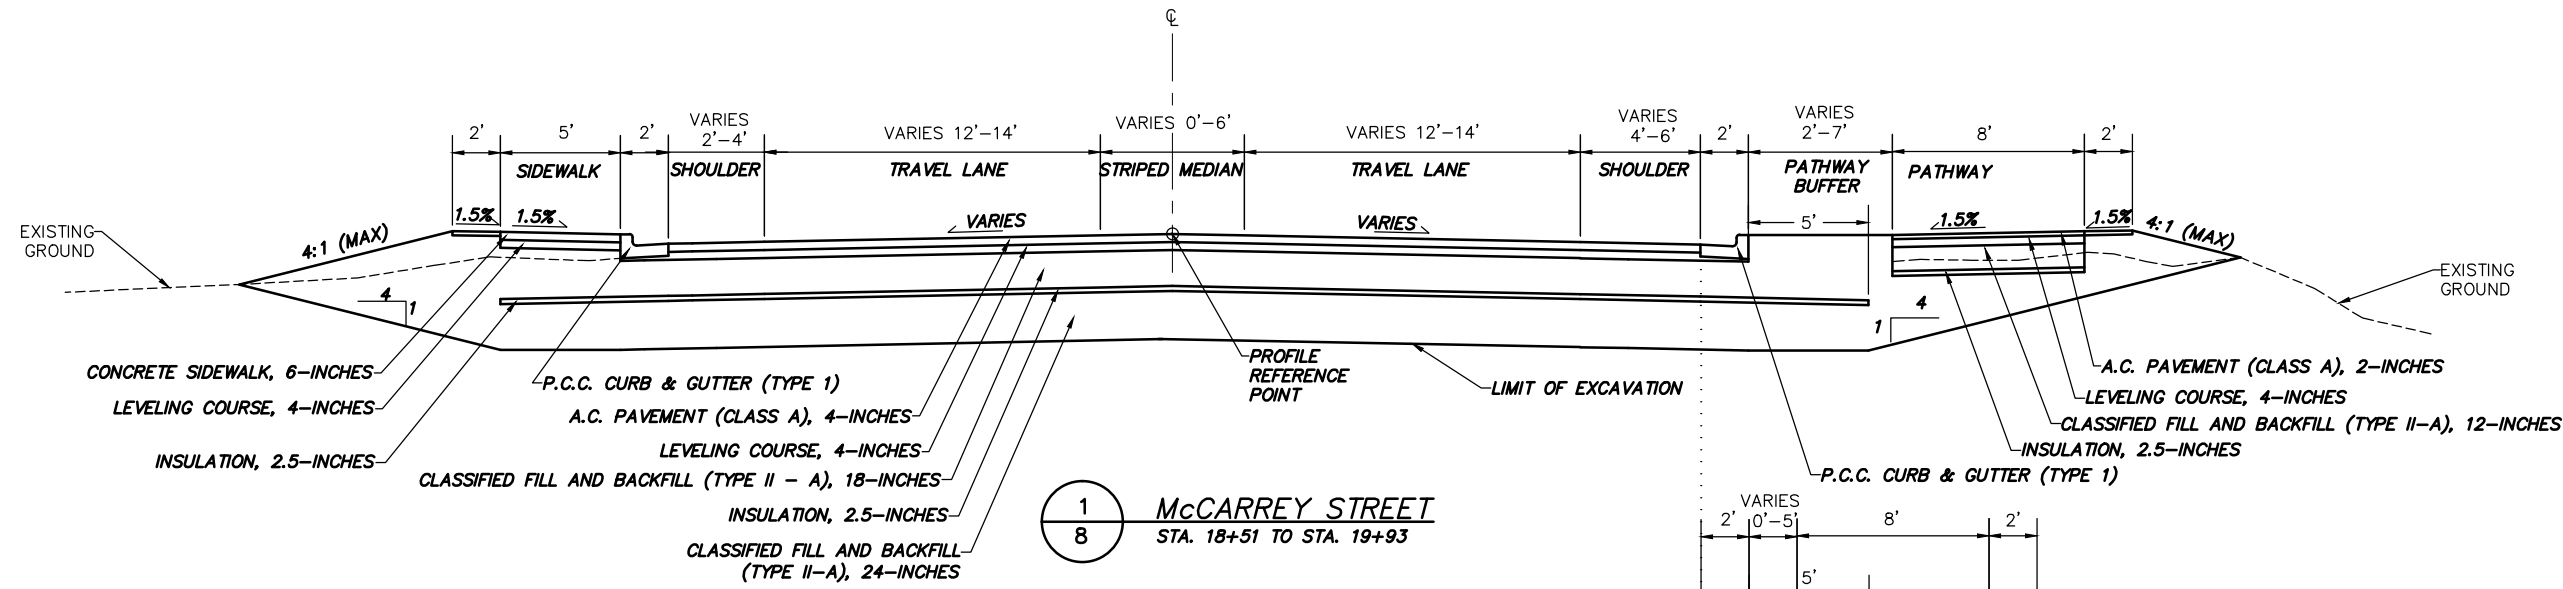 ℄
VARIES
2'-4'
VARIES 12'-14'
VARIES 0'-6'
VARIES 12'-14'
VARIES
4'-6'
VARIES
2'-7'
2'
5'
2'
2'
8'
2'
SIDEWALK
SHOULDER
TRAVEL LANE
STRIPED MEDIAN
TRAVEL LANE
SHOULDER
PATHWAY
BUFFER
PATHWAY
5'
1.5%
1.5%
VARIES
VARIES
1.5%
1.5%
EXISTING
GROUND
4:1 (MAX)
4:1 (MAX)
EXISTING
GROUND
4
1
4
1
CONCRETE SIDEWALK, 6-INCHES
LEVELING COURSE, 4-INCHES
INSULATION, 2.5-INCHES
P.C.C. CURB & GUTTER (TYPE 1)
A.C. PAVEMENT (CLASS A), 4-INCHES
LEVELING COURSE, 4-INCHES
CLASSIFIED FILL AND BACKFILL (TYPE II - A), 18-INCHES
INSULATION, 2.5-INCHES
CLASSIFIED FILL AND BACKFILL
(TYPE II-A), 24-INCHES
PROFILE
REFERENCE
POINT
LIMIT OF EXCAVATION
A.C. PAVEMENT (CLASS A), 2-INCHES
LEVELING COURSE, 4-INCHES
CLASSIFIED FILL AND BACKFILL (TYPE II-A), 12-INCHES
INSULATION, 2.5-INCHES
P.C.C. CURB & GUTTER (TYPE 1)
1
8
McCARREY STREET
STA. 18+51 TO STA. 19+93
VARIES
2'
0'-5'
8'
2'
5'